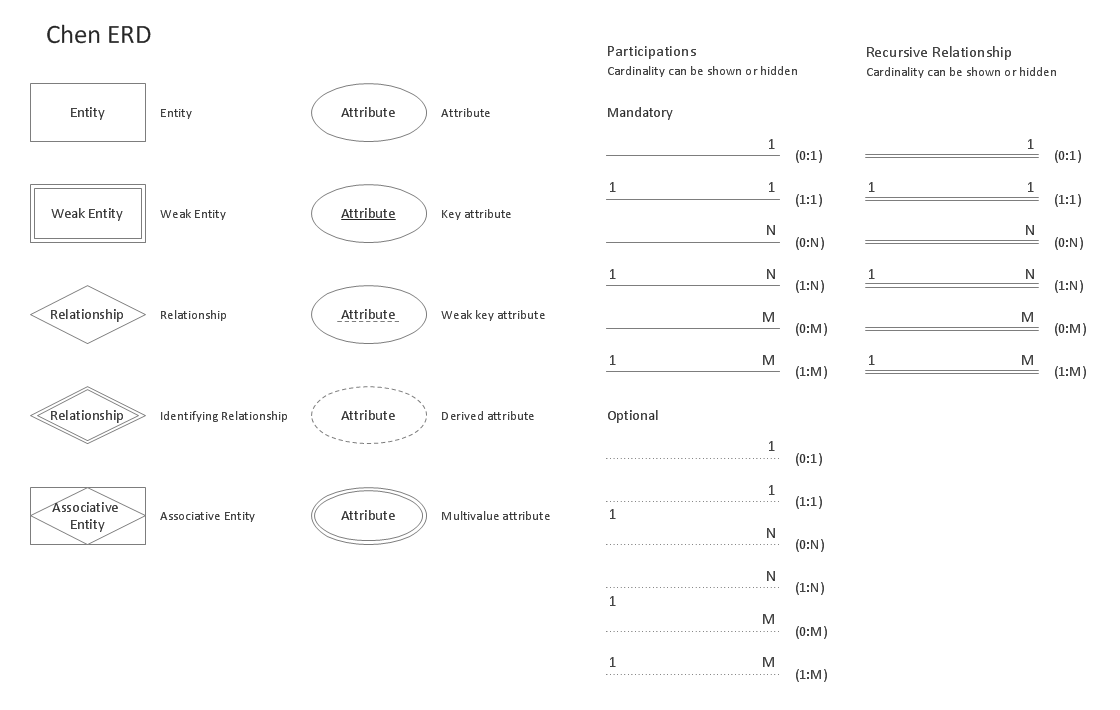 Chen ERD
Entity
Entity
Attribute
Attribute
Weak Entity
Weak Entity
Attribute
Key attribute
Relationship
Relationship
Attribute
Weak key attribute
Relationship
Identifying Relationship
Attribute
Derived attribute
Associative
Entity
Associative Entity
Attribute
Multivalue attribute
Participations
Cardinality can be shown or hidden
Mandatory
1
(0:1)
1 1
(1:1)
N
(0:N)
1 N
(1:N)
M
(0:M)
1 M
(1:M)
Optional
1
(0:1)
1
(1:1)
1
N
(0:N)
N
(1:N)
1
M
(0:M)
1 M
(1:M)
Recursive Relationship
Cardinality can be shown or hidden
1
(0:1)
1 1
(1:1)
N
(0:N)
1 N
(1:N)
M
(0:M)
1 M
(1:M)